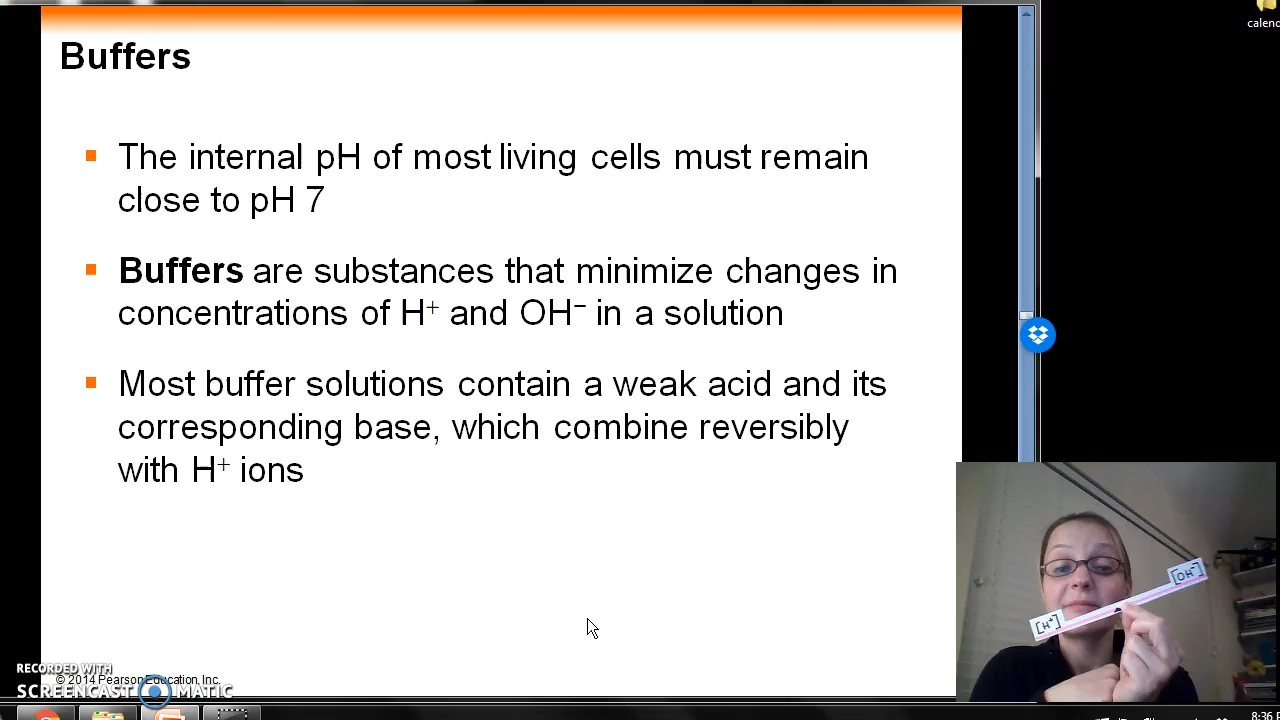 calend
Buffers
The internal pH of most living cells must remain
close to pH 7
Buffers are substances that minimize changes in
concentrations of H⁺ and OH⁻ in a solution
Most buffer solutions contain a weak acid and its
corresponding base, which combine reversibly
with H⁺ ions
[OH⁻]
[H⁺]
RECORDED WITH
© 2014 Pearson Education, Inc.
SCREENCAST MATIC
8:36 P